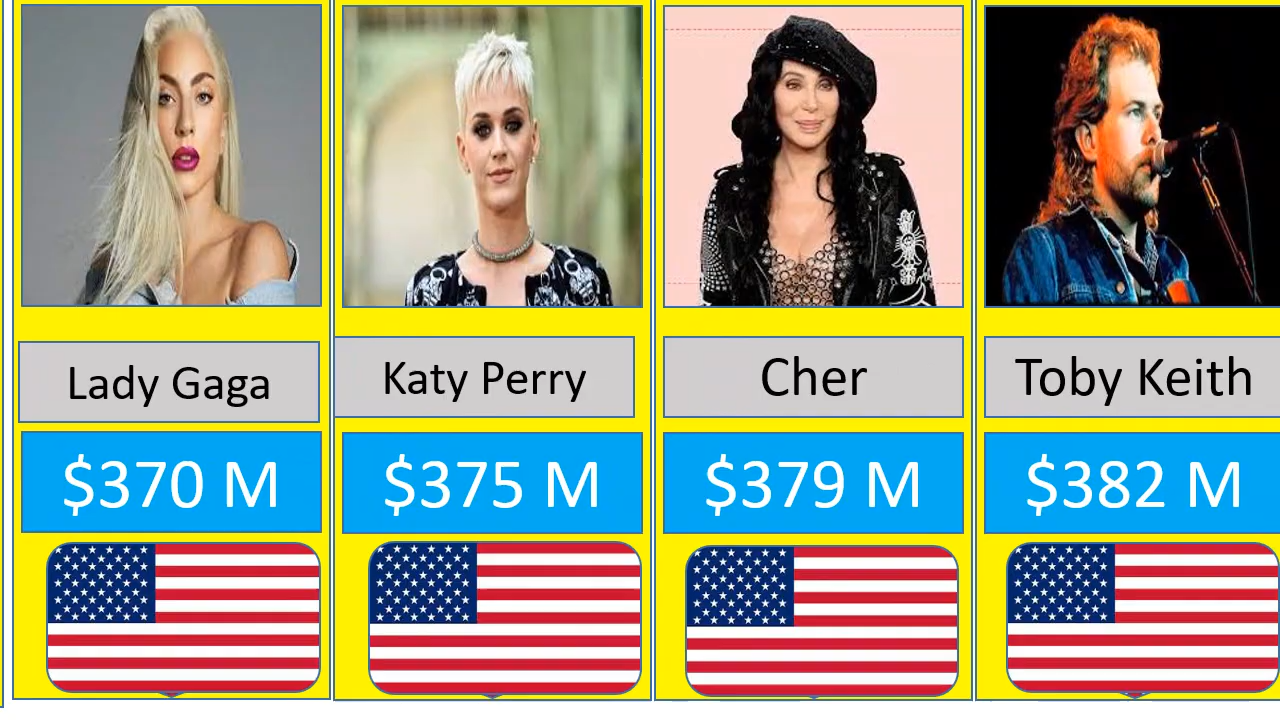 Lady Gaga
Katy Perry
Cher
Toby Keith
$370 M
$375 M
$379 M
$382 M